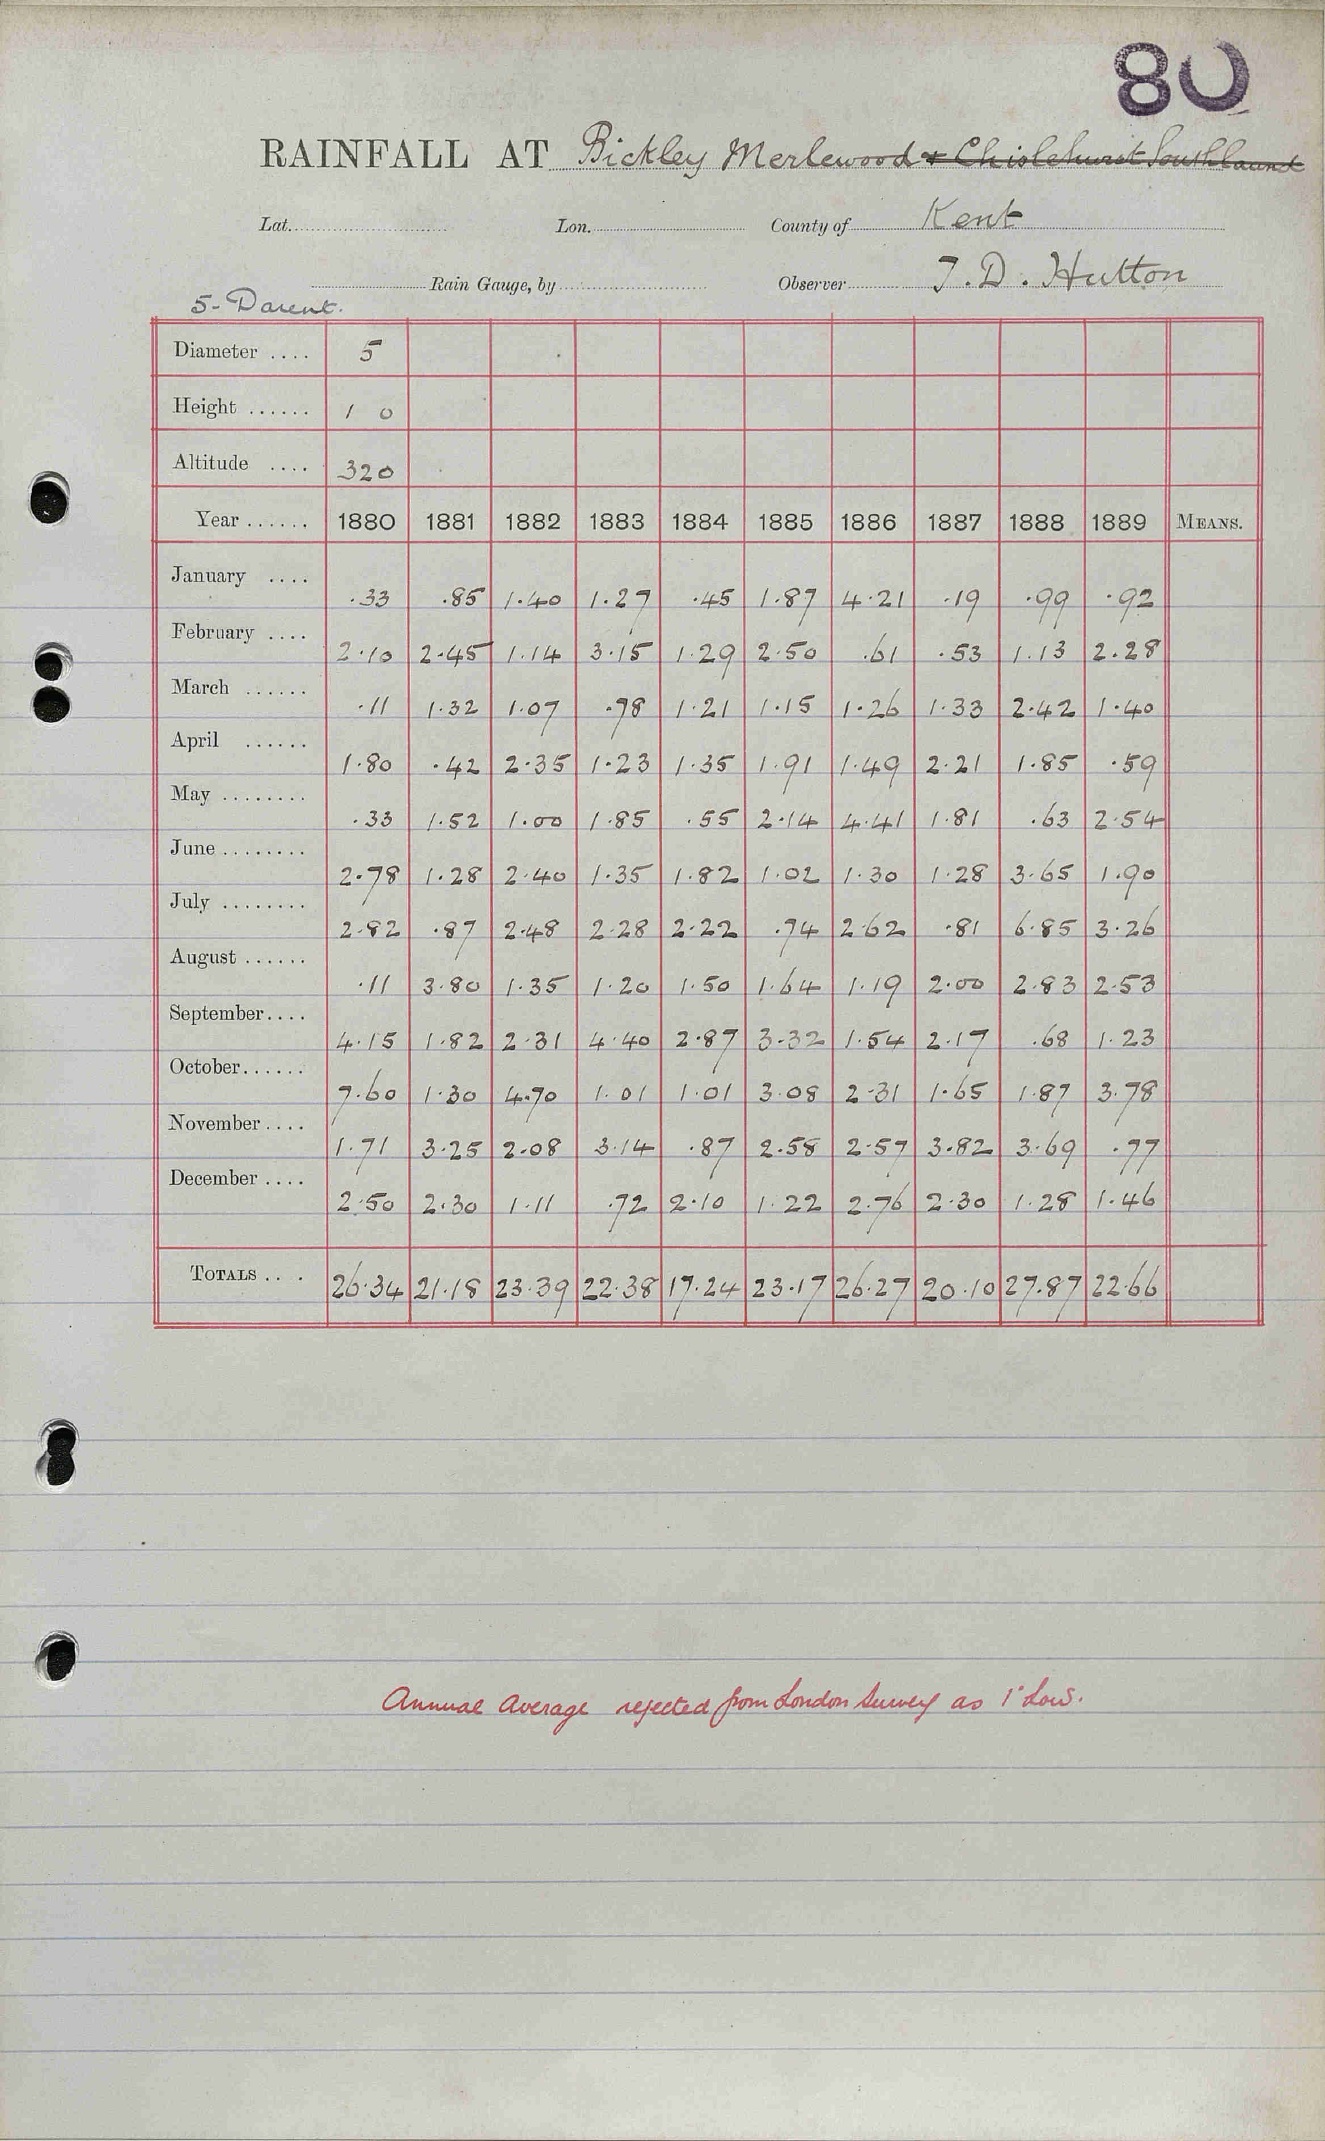 80
RAINFALL AT Bickley Merlewood & Chislehurst Southlaund
Lat. Lon. County of Kent
Rain Gauge, by Observer T. D. Hutton
5-Darent.
Diameter .... 5
Height ...... 1 0
Altitude .... 320
Year ...... 1880 1881 1882 1883 1884 1885 1886 1887 1888 1889 MEANS.
January .... .33 .85 1.40 1.27 .45 1.87 4.21 .19 .99 .92
February .... 2.10 2.45 1.14 3.15 1.29 2.50 .61 .53 1.13 2.28
March ...... .11 1.32 1.07 .78 1.21 1.15 1.26 1.33 2.42 1.40
April ...... 1.80 .42 2.35 1.23 1.35 1.91 1.49 2.21 1.85 .59
May ........ .33 1.52 1.00 1.85 .55 2.14 4.41 1.81 .63 2.54
June ........ 2.78 1.28 2.40 1.35 1.82 1.02 1.30 1.28 3.65 1.90
July ........ 2.82 .87 2.48 2.28 2.22 .74 2.62 .81 6.85 3.26
August ...... .11 3.80 1.35 1.20 1.50 1.64 1.19 2.00 2.83 2.53
September.... 4.15 1.82 2.31 4.40 2.87 3.32 1.54 2.17 .68 1.23
October...... 7.60 1.30 4.70 1.01 1.01 3.08 2.31 1.65 1.87 3.78
November.... 1.71 3.25 2.08 3.14 .87 2.58 2.57 3.82 3.69 .77
December .... 2.50 2.30 1.11 .72 2.10 1.22 2.76 2.30 1.28 1.46
TOTALS .... 26.34 21.18 23.39 22.38 17.24 23.17 26.27 20.10 27.87 22.66
Annual Average rejected from London Survey as 1" low.